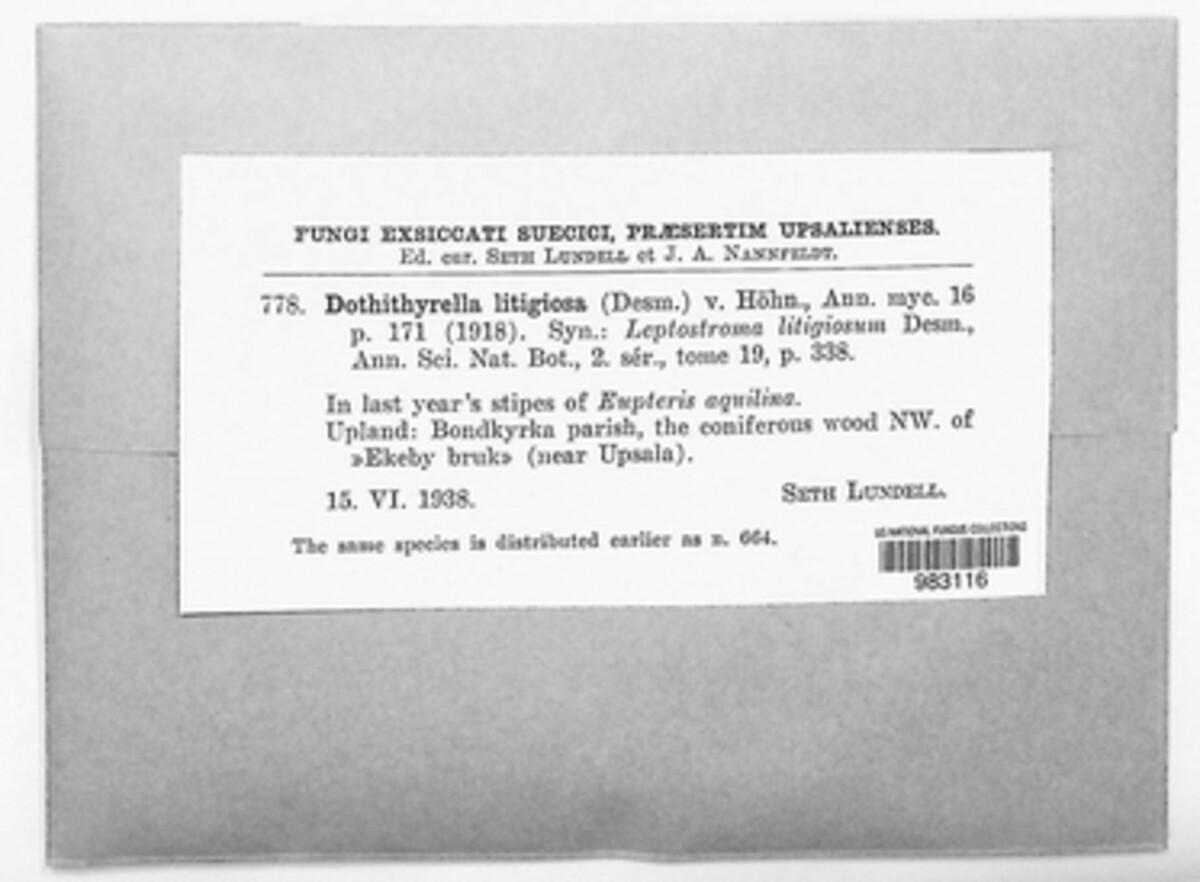 FUNGI EXSICCATI SUECICI, PRÆSERTIM UPSALIENSES.
Ed. cur. SETH LUNDELL et J. A. NANNFELDT.
778. Dothithyrella litigiosa (Desm.) v. Höhn., Ann. myc. 16
p. 171 (1918). Syn.: Leptostroma litigiosum Desm.,
Ann. Sci. Nat. Bot., 2. sér., tome 19, p. 338.
In last year's stipes of Eupteris aquilina.
Upland: Bondkyrka parish, the coniferous wood NW. of
»Ekeby bruk» (near Upsala).
15. VI. 1938. SETH LUNDELL.
The same species is distributed earlier as n. 664.
US NATIONAL FUNGUS COLLECTIONS
983116